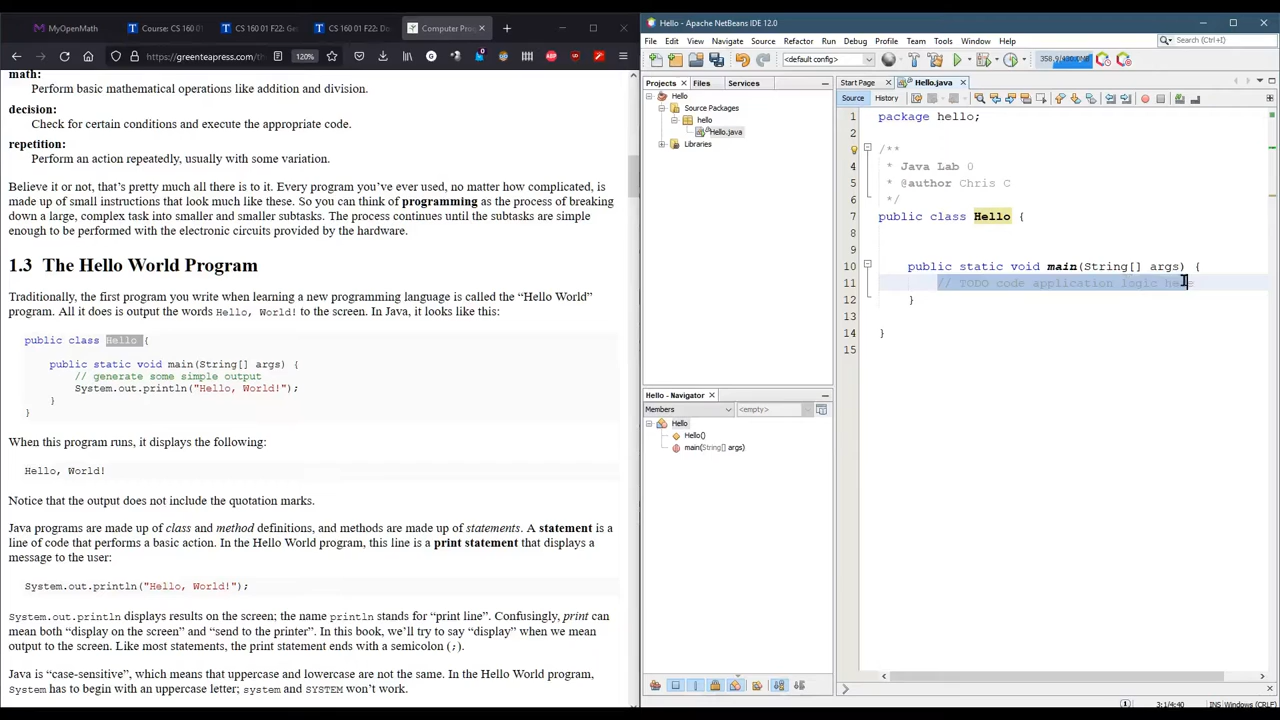 MyOpenMath
Course: CS 160 01
CS 160 01 F22: Ge
CS 160 01 F22: De
Computer Pro
https://greenteapre
120%
math:
Perform basic mathematical operations like addition and division.
decision:
Check for certain conditions and execute the appropriate code.
repetition:
Perform an action repeatedly, usually with some variation.
Believe it or not, that's pretty much all there is to it. Every program you've ever used, no matter how complicated, is
made up of small instructions that look much like these. So you can think of programming as the process of breaking
down a large, complex task into smaller and smaller subtasks. The process continues until the subtasks are simple
enough to be performed with the electronic circuits provided by the hardware.
1.3 The Hello World Program
Traditionally, the first program you write when learning a new programming language is called the "Hello World"
program. All it does is output the words Hello, World! to the screen. In Java, it looks like this:
public class Hello {
public static void main(String[] args) {
// generate some simple output
System.out.println("Hello, World!");
}
}
When this program runs, it displays the following:
Hello, World!
Notice that the output does not include the quotation marks.
Java programs are made up of class and method definitions, and methods are made up of statements. A statement is a
line of code that performs a basic action. In the Hello World program, this line is a print statement that displays a
message to the user:
System.out.println("Hello, World!");
System.out.println displays results on the screen; the name println stands for "print line". Confusingly, print can
mean both "display on the screen" and "send to the printer". In this book, we'll try to say "display" when we mean
output to the screen. Like most statements, the print statement ends with a semicolon (;).
Java is "case-sensitive", which means that uppercase and lowercase are not the same. In the Hello World program,
System has to begin with an uppercase letter; system and SYSTEM won't work.
Hello - Apache NetBeans IDE 12.0
File Edit View Navigate Source Refactor Run Debug Profile Team Tools Window Help
Search (Ctrl+I)
<default config>
Projects Files Services
Hello
Source Packages
hello
Hello.java
Libraries
Hello - Navigator
Members
<empty>
Hello
Hello()
main(String[] args)
Start Page
Hello.java
Source History
1 package hello;
2
3 /**
4 * Java Lab 0
5 * @author Chris C
6 */
7 public class Hello {
8
9
10 public static void main(String[] args) {
11 // TODO code application logic here
12 }
13
14 }
15
1 3:1/4:40 INS Windows (CRLF)